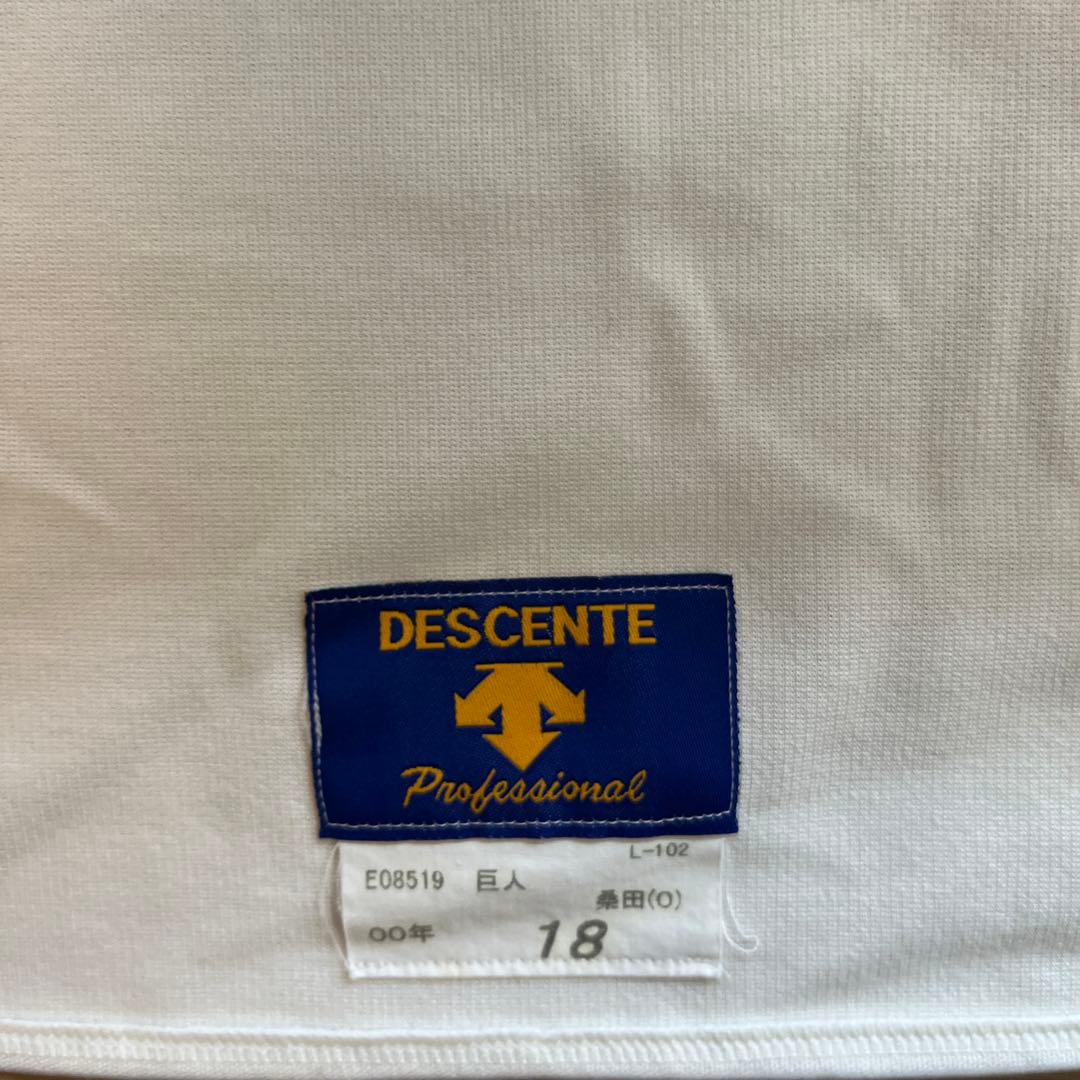 DESCENTE
Professional
L-102
E08519 巨人
桑田(O)
00年 18